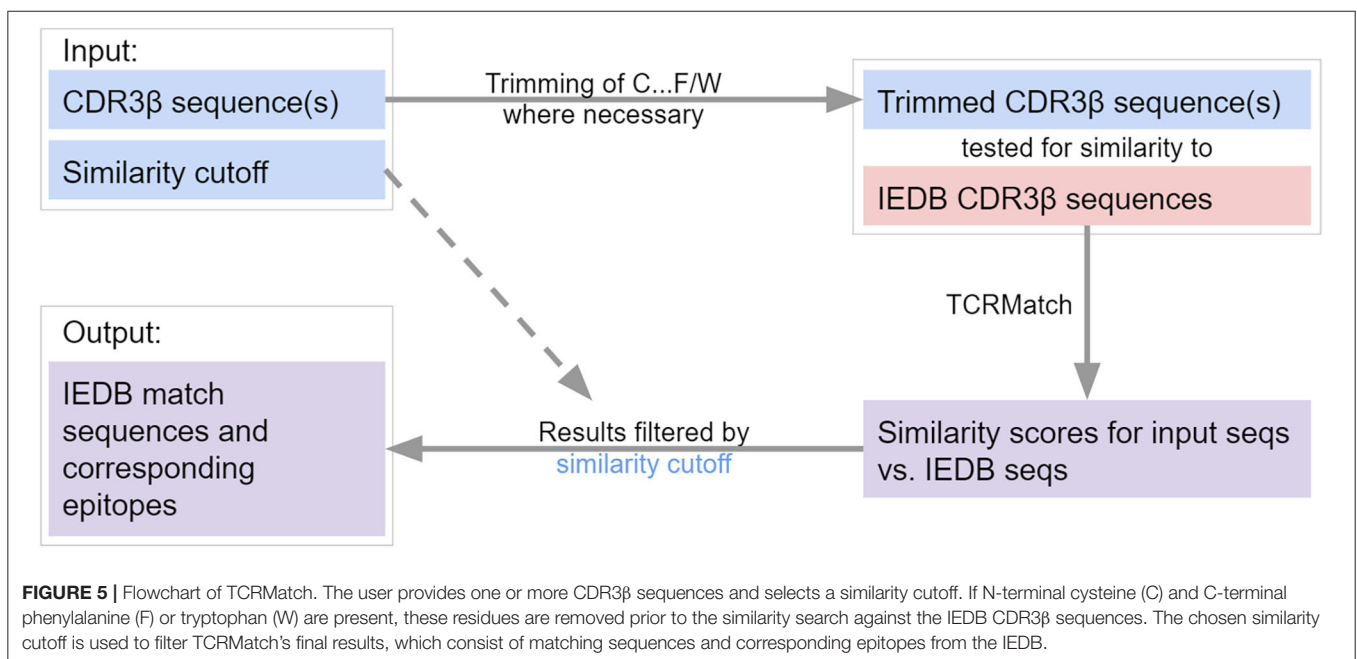 Input:
CDR3β sequence(s)
Similarity cutoff
Trimming of C...F/W
where necessary
Trimmed CDR3β sequence(s)
tested for similarity to
IEDB CDR3β sequences
TCRMatch
Output:
IEDB match
sequences and
corresponding
epitopes
Results filtered by
similarity cutoff
Similarity scores for input seqs
vs. IEDB seqs
FIGURE 5 | Flowchart of TCRMatch. The user provides one or more CDR3β sequences and selects a similarity cutoff. If N-terminal cysteine (C) and C-terminal
phenylalanine (F) or tryptophan (W) are present, these residues are removed prior to the similarity search against the IEDB CDR3β sequences. The chosen similarity
cutoff is used to filter TCRMatch's final results, which consist of matching sequences and corresponding epitopes from the IEDB.